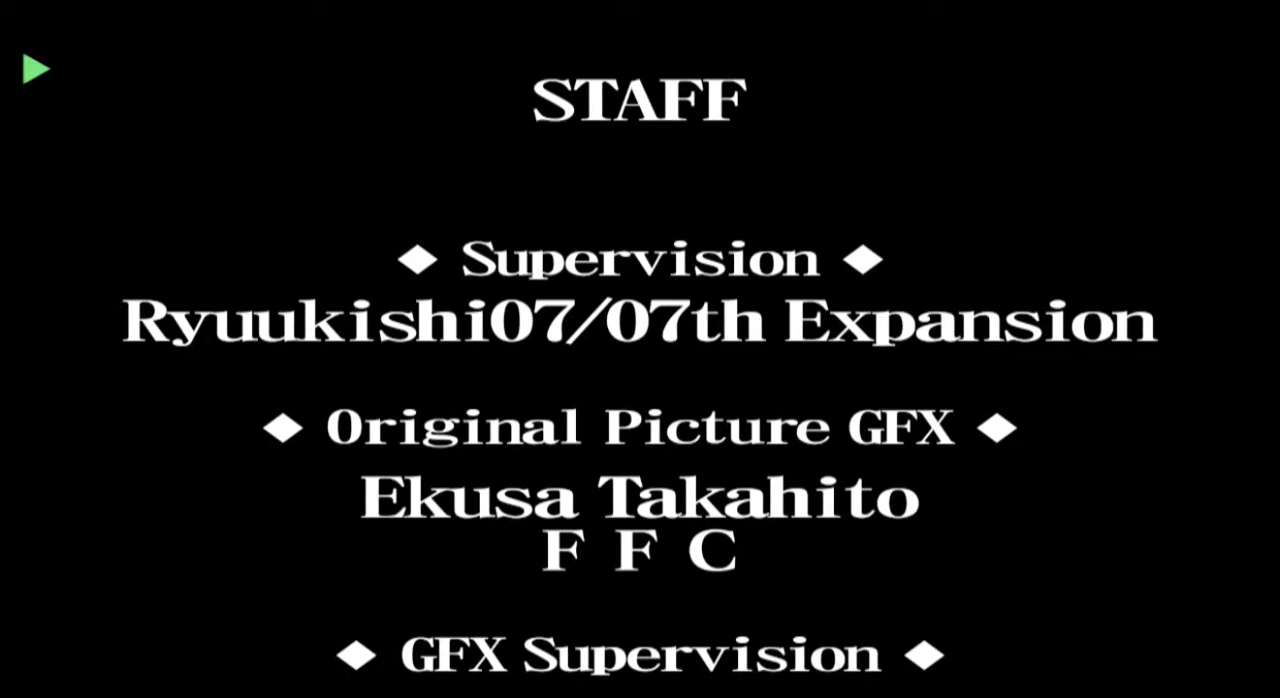 STAFF
◆ Supervision ◆
Ryuukishi07/07th Expansion
◆ Original Picture GFX ◆
Ekusa Takahito
F F C
◆ GFX Supervision ◆